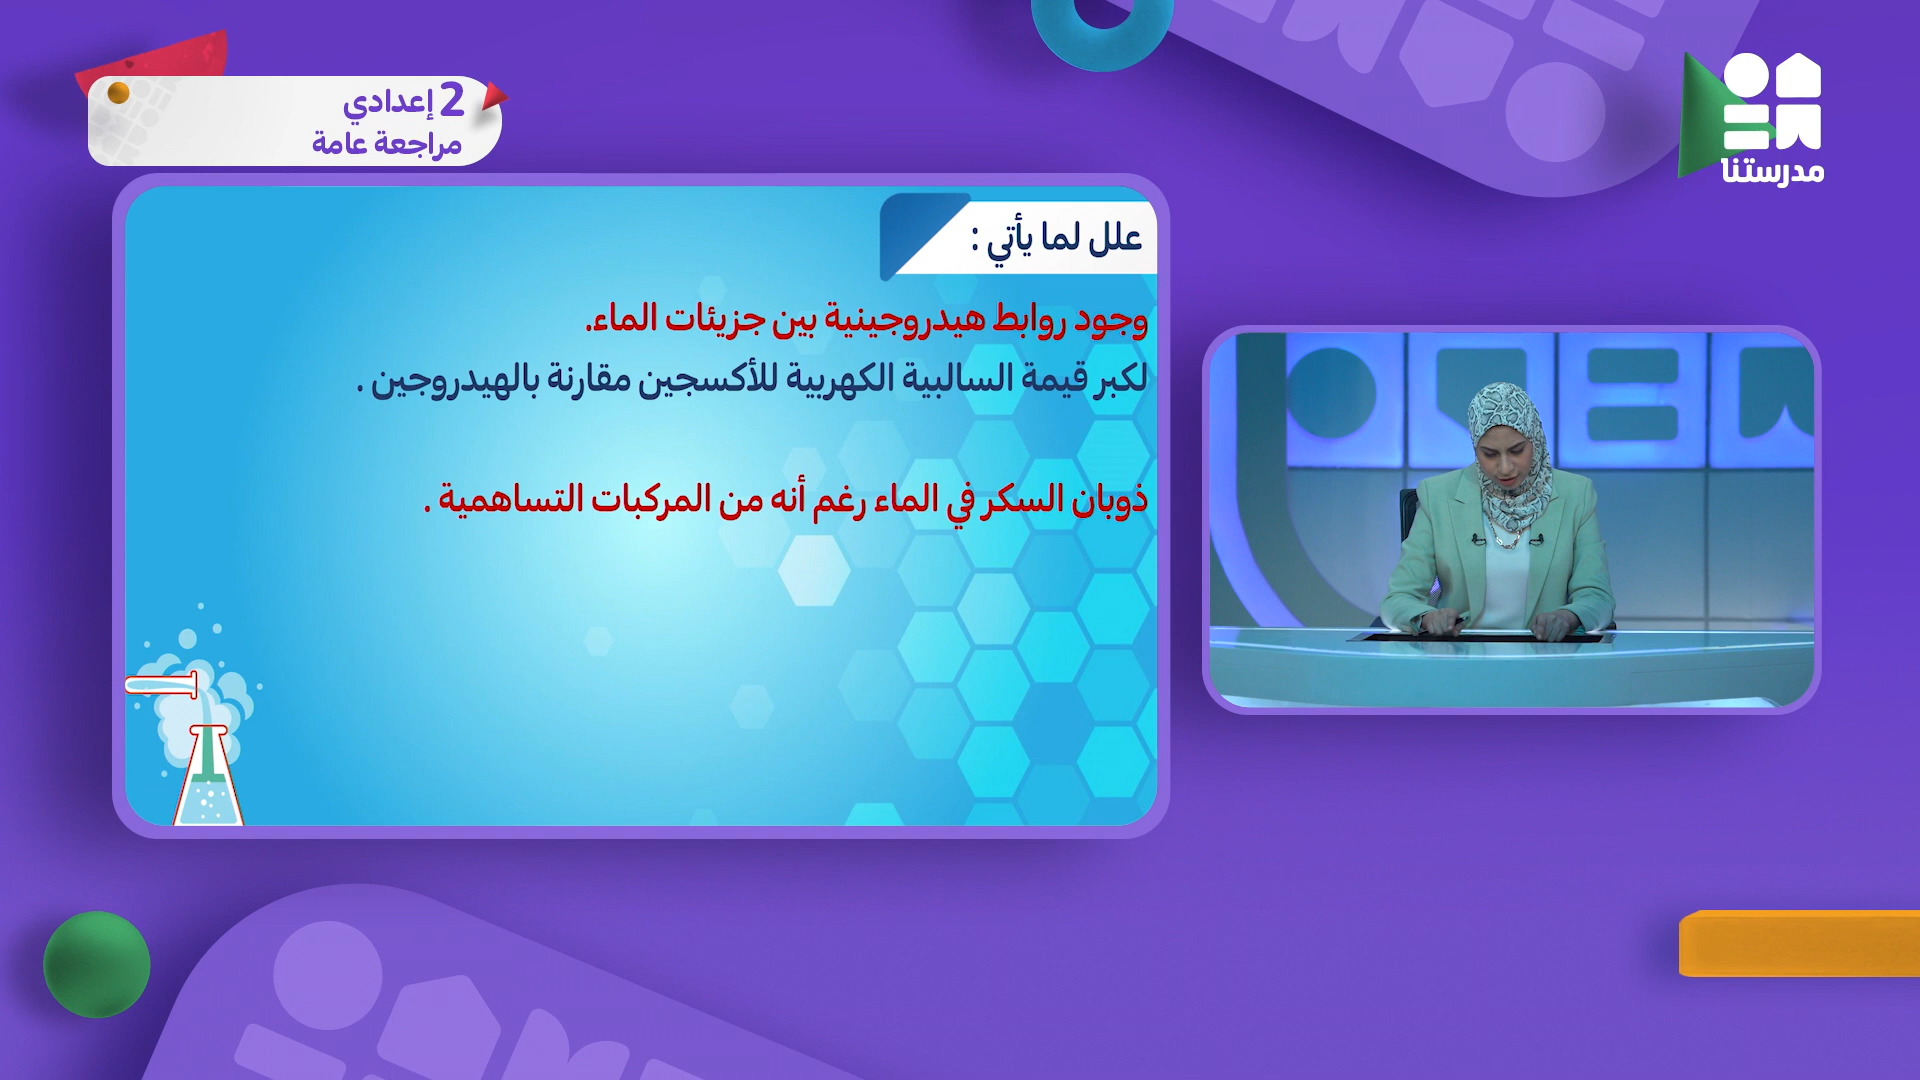 2 إعدادي
مراجعة عامة
مدرستنا
علل لما يأتي :
وجود روابط هيدروجينية بين جزيئات الماء.
لكبر قيمة السالبية الكهربية للأكسجين مقارنة بالهيدروجين .
ذوبان السكر في الماء رغم أنه من المركبات التساهمية .